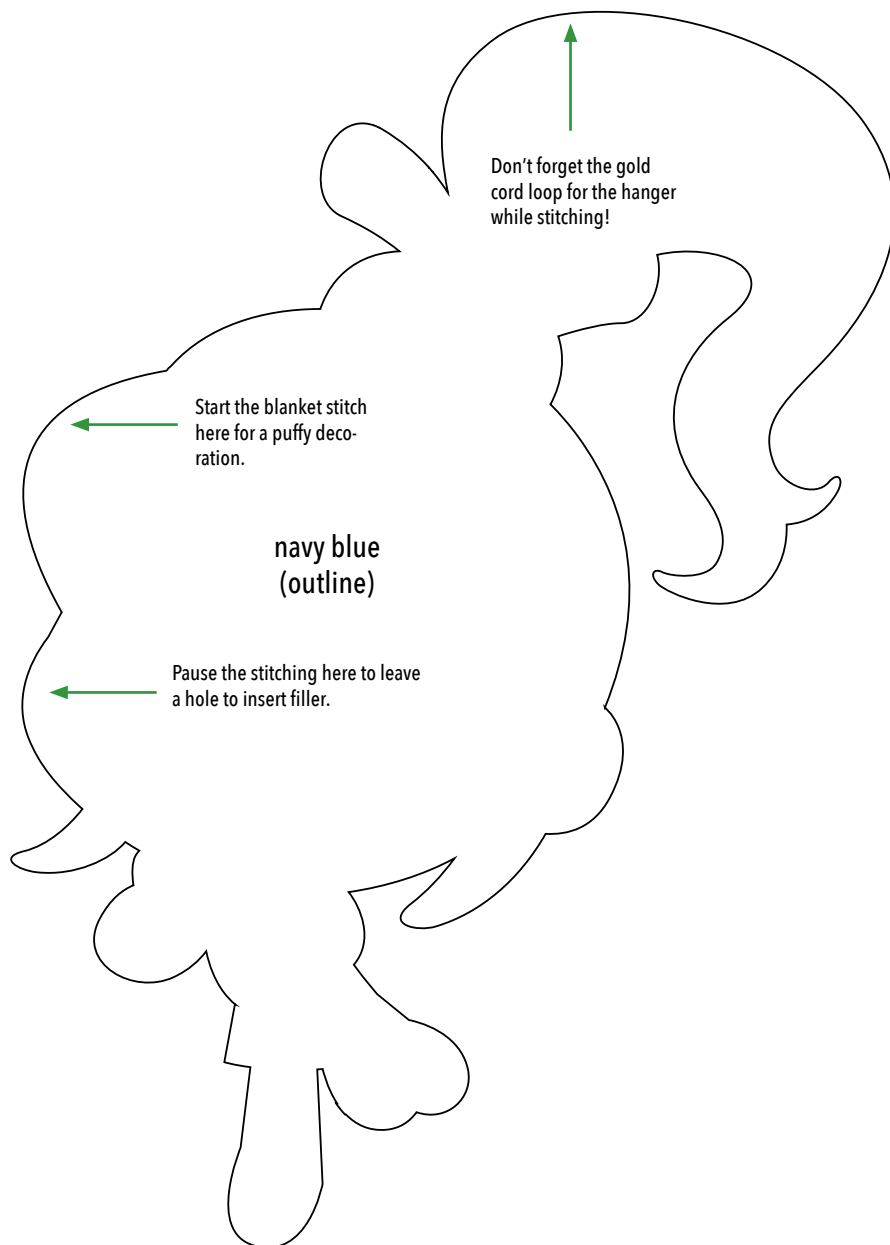 Don't forget the gold
cord loop for the hanger
while stitching!
Start the blanket stitch
here for a puffy deco-
ration.
navy blue
(outline)
Pause the stitching here to leave
a hole to insert filler.